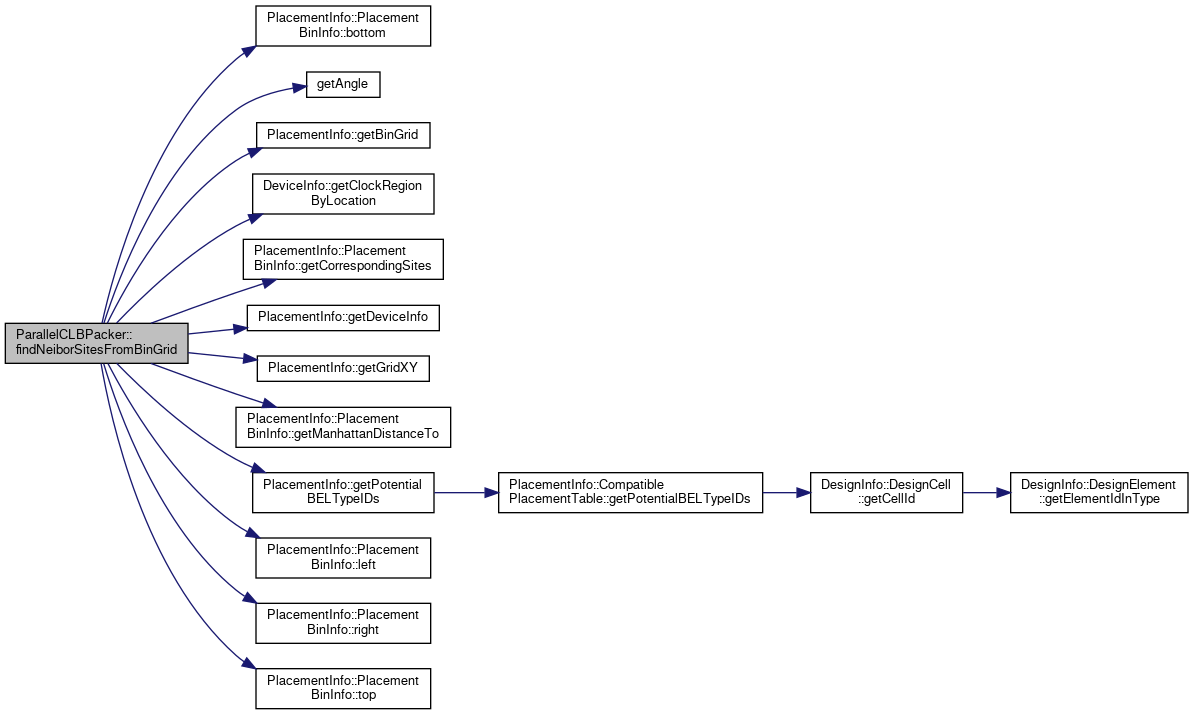 PlacementInfo::Placement
BinInfo::bottom
getAngle
PlacementInfo::getBinGrid
DeviceInfo::getClockRegion
ByLocation
PlacementInfo::Placement
BinInfo::getCorrespondingSites
PlacementInfo::getDeviceInfo
ParallelCLBPacker::
findNeiborSitesFromBinGrid
PlacementInfo::getGridXY
PlacementInfo::Placement
BinInfo::getManhattanDistanceTo
PlacementInfo::getPotential
BELTypeIDs
PlacementInfo::Compatible
PlacementTable::getPotentialBELTypeIDs
DesignInfo::DesignCell
::getCellId
DesignInfo::DesignElement
::getElementIdInType
PlacementInfo::Placement
BinInfo::left
PlacementInfo::Placement
BinInfo::right
PlacementInfo::Placement
BinInfo::top